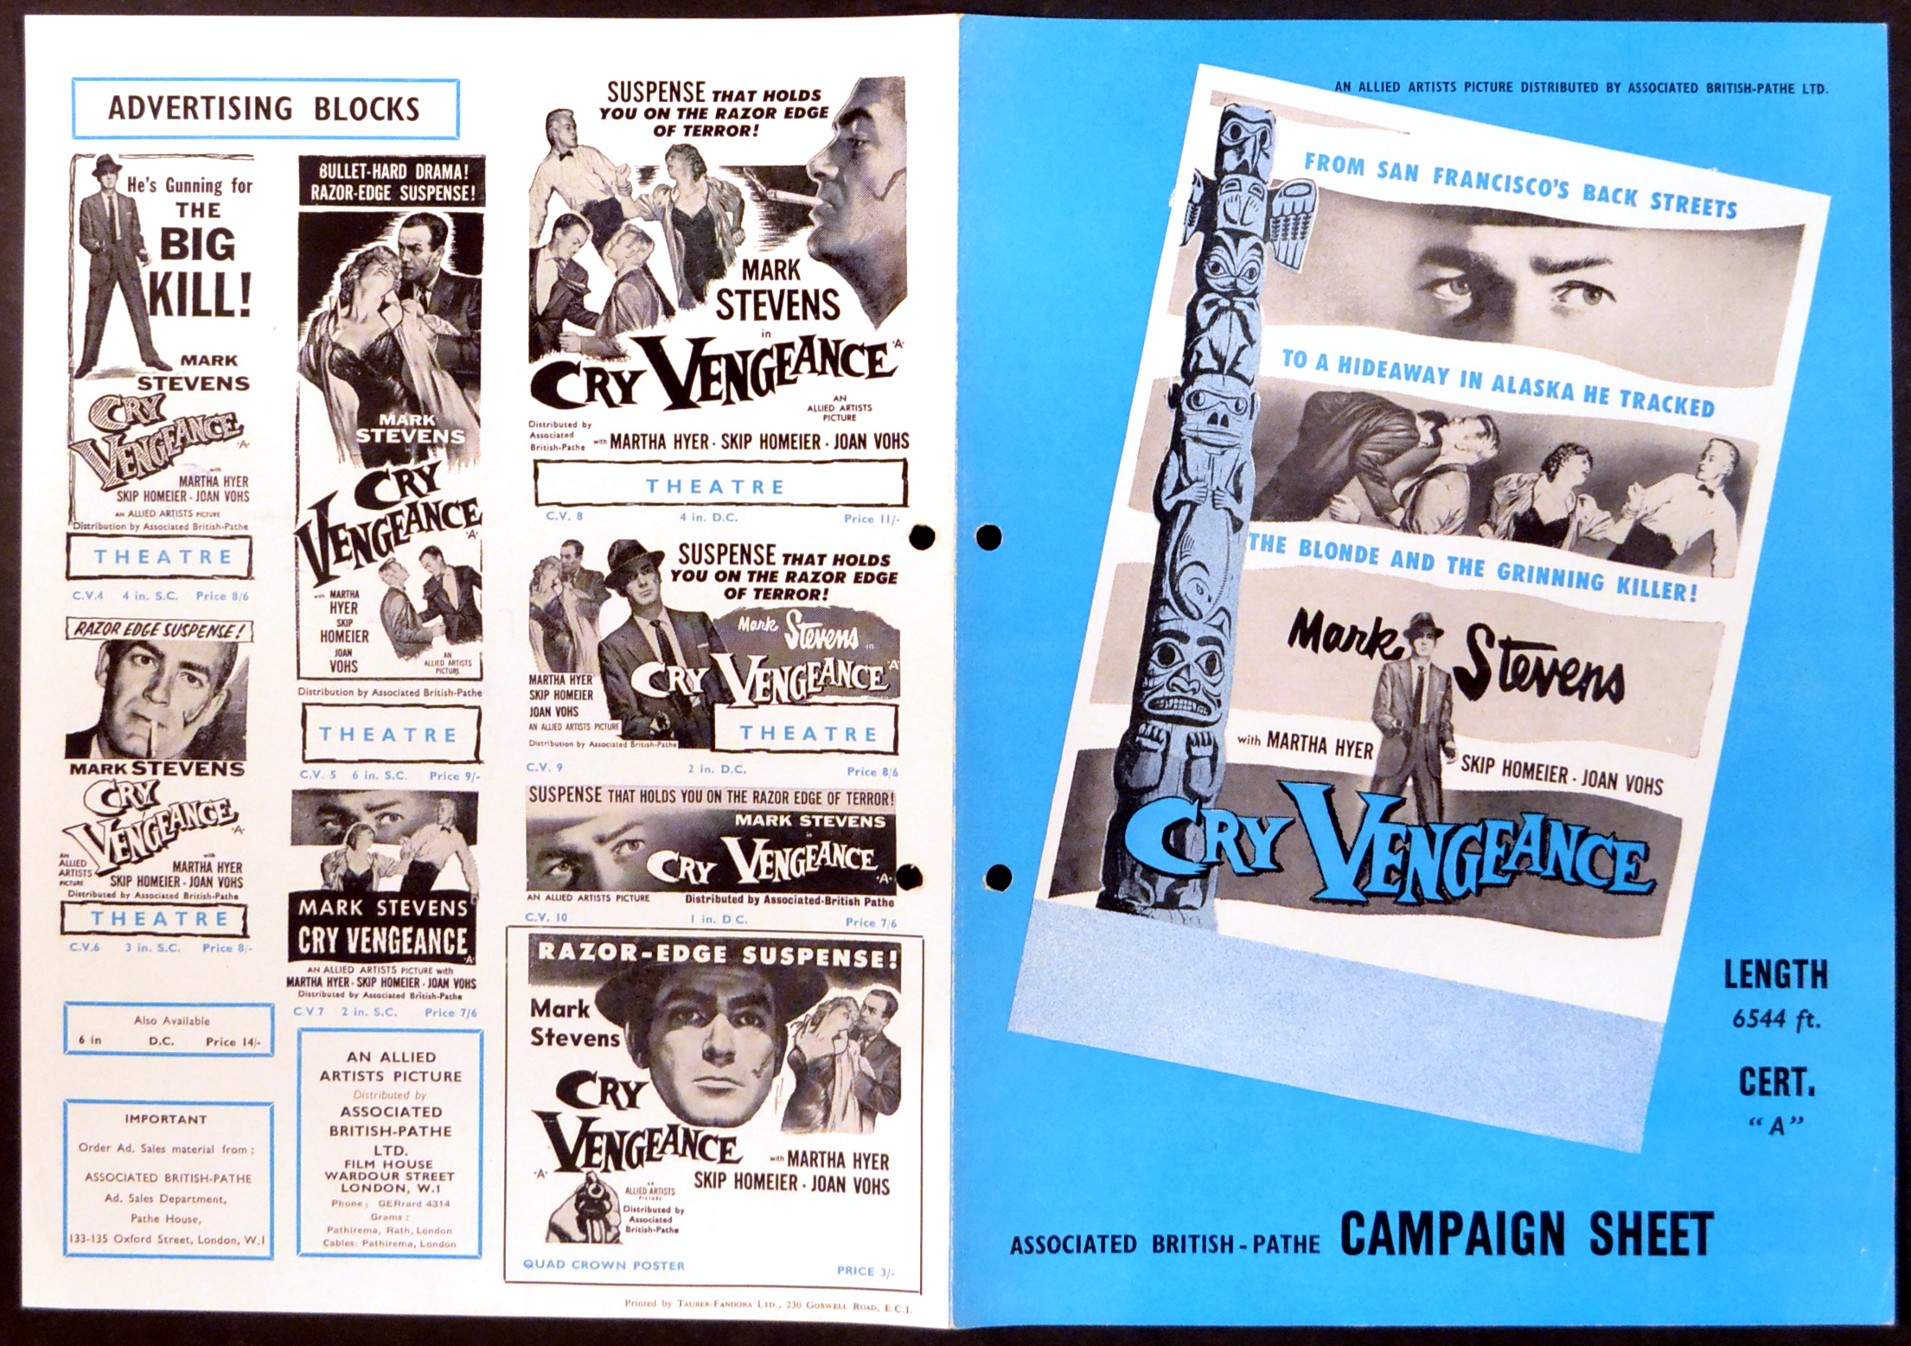 ADVERTISING BLOCKS
He's Gunning for
THE
BIG
KILL!
MARK
STEVENS
CRY
VENGEANCE
'A'
with
MARTHA HYER
SKIP HOMEIER · JOAN VOHS
AN ALLIED ARTISTS PICTURE
Distribution by Associated British-Pathe
THEATRE
C.V.4 4 in. S.C. Price 8/6
RAZOR EDGE SUSPENSE!
MARK STEVENS
CRY
VENGEANCE
'A'
AN
ALLIED
ARTISTS
PICTURE
with
MARTHA HYER
SKIP HOMEIER · JOAN VOHS
Distributed by Associated British-Pathe
THEATRE
C.V.6 3 in. S.C. Price 8/-
Also Available
6 in D.C. Price 14/-
IMPORTANT
Order Ad. Sales material from :
ASSOCIATED BRITISH-PATHE
Ad. Sales Department,
Pathe House,
133-135 Oxford Street, London, W.1
BULLET-HARD DRAMA!
RAZOR-EDGE SUSPENSE!
MARK
STEVENS
CRY
VENGEANCE
'A'
with MARTHA
HYER
SKIP
HOMEIER
JOAN
VOHS
AN
ALLIED ARTISTS
PICTURE
Distribution by Associated British-Pathe
THEATRE
C.V. 5 6 in. S.C. Price 9/-
MARK STEVENS
CRY VENGEANCE
'A'
AN ALLIED ARTISTS PICTURE with
MARTHA HYER · SKIP HOMEIER · JOAN VOHS
Distributed by Associated British-Pathe
C.V 7 2 in. S.C. Price 7/6
AN ALLIED
ARTISTS PICTURE
Distributed by
ASSOCIATED
BRITISH-PATHE
LTD.
FILM HOUSE
WARDOUR STREET
LONDON, W.1
Phone ; GERrard 4314
Grams :
Pathirema, Rath, London
Cables: Pathirema, London
SUSPENSE THAT HOLDS
YOU ON THE RAZOR EDGE
OF TERROR!
MARK
STEVENS
in
CRY VENGEANCE
'A'
AN
ALLIED ARTISTS
PICTURE
Distributed by
Associated
British-Pathe
with MARTHA HYER · SKIP HOMEIER · JOAN VOHS
THEATRE
C.V. 8 4 in. D.C. Price 11/-
SUSPENSE THAT HOLDS
YOU ON THE RAZOR EDGE
OF TERROR!
Mark Stevens in
CRY VENGEANCE
'A'
MARTHA HYER
SKIP HOMEIER
JOAN VOHS
AN ALLIED ARTISTS PICTURE
Distribution by Associated British-Pathe
THEATRE
C.V. 9 2 in. D.C. Price 8/6
SUSPENSE THAT HOLDS YOU ON THE RAZOR EDGE OF TERROR!
MARK STEVENS
in
CRY VENGEANCE
'A'
AN ALLIED ARTISTS PICTURE Distributed by Associated-British Pathe
C.V. 10 1 in. D C. Price 7/6
RAZOR-EDGE SUSPENSE!
Mark
Stevens
CRY
VENGEANCE
'A'
with MARTHA HYER
SKIP HOMEIER · JOAN VOHS
AN
ALLIED ARTISTS
PICTURE
Distributed by
Associated
British-Pathe
QUAD CROWN POSTER PRICE 3/-
Printed by TAUBER-FANDORA LTD., 230 GOSWELL ROAD, E.C.1.
AN ALLIED ARTISTS PICTURE DISTRIBUTED BY ASSOCIATED BRITISH-PATHE LTD.
FROM SAN FRANCISCO'S BACK STREETS
TO A HIDEAWAY IN ALASKA HE TRACKED
THE BLONDE AND THE GRINNING KILLER!
Mark Stevens
with MARTHA HYER
SKIP HOMEIER · JOAN VOHS
CRY VENGEANCE
LENGTH
6544 ft.
CERT.
"A"
ASSOCIATED BRITISH-PATHE CAMPAIGN SHEET